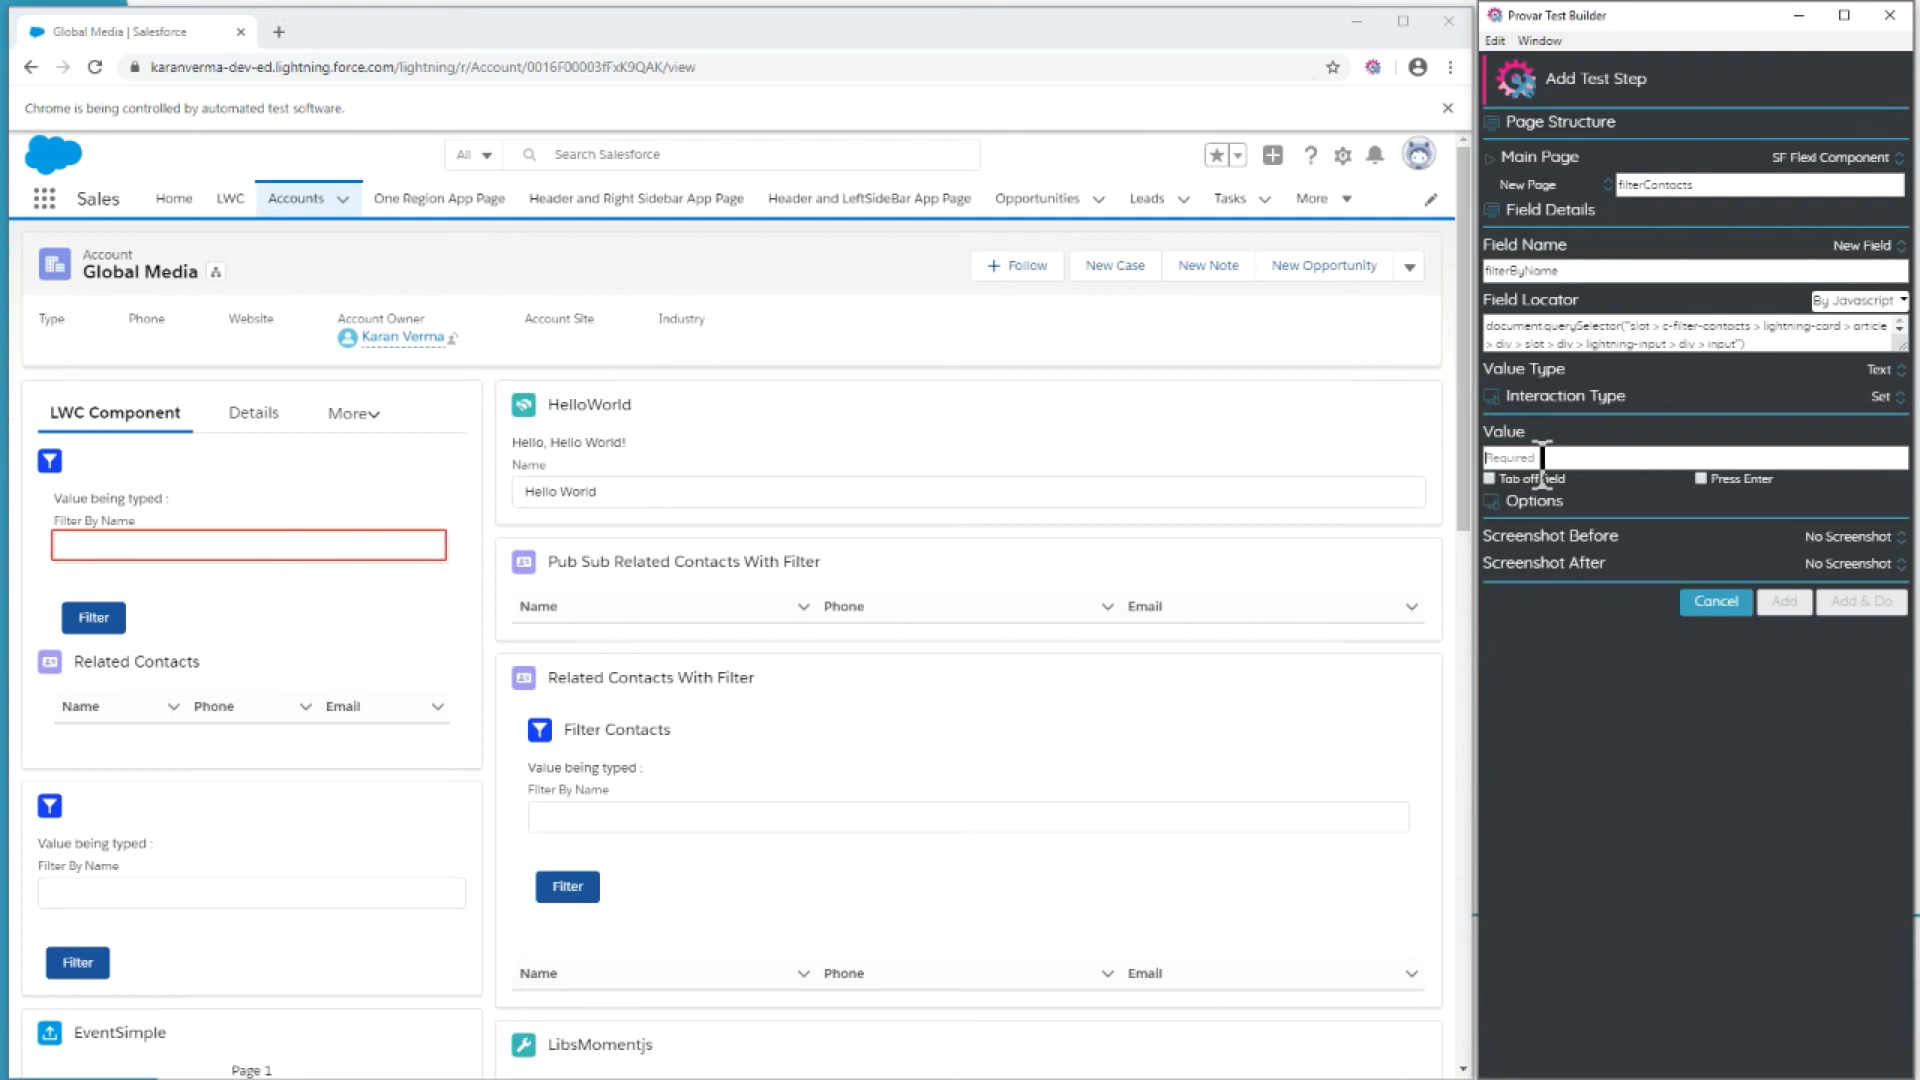 Global Media | Salesforce
karanverma-dev-ed.lightning.force.com/lightning/r/Account/0016F00003fFxK9QAK/view
Chrome is being controlled by automated test software.
All
Search Salesforce
Sales
Home
LWC
Accounts
One Region App Page
Header and Right Sidebar App Page
Header and LeftSideBar App Page
Opportunities
Leads
Tasks
More
Account
Global Media
Follow
New Case
New Note
New Opportunity
Type
Phone
Website
Account Owner
Account Site
Industry
Karan Verma
LWC Component
Details
More
Value being typed :
Filter By Name
Filter
Related Contacts
Name
Phone
Email
Value being typed :
Filter By Name
Filter
EventSimple
Page 1
HelloWorld
Hello, Hello World!
Name
Hello World
Pub Sub Related Contacts With Filter
Name
Phone
Email
Related Contacts With Filter
Filter Contacts
Value being typed :
Filter By Name
Filter
Name
Phone
Email
LibsMomentjs
Provar Test Builder
Edit
Window
Add Test Step
Page Structure
Main Page
SF Flexi Component
New Page
filterContacts
Field Details
Field Name
New Field
filterByName
Field Locator
By Javascript
document.querySelector("slot > c-filter-contacts > lightning-card > article
> div > slot > div > lightning-input > div > input")
Value Type
Text
Interaction Type
Set
Value
Required
Tab off field
Press Enter
Options
Screenshot Before
No Screenshot
Screenshot After
No Screenshot
Cancel
Add
Add & Do